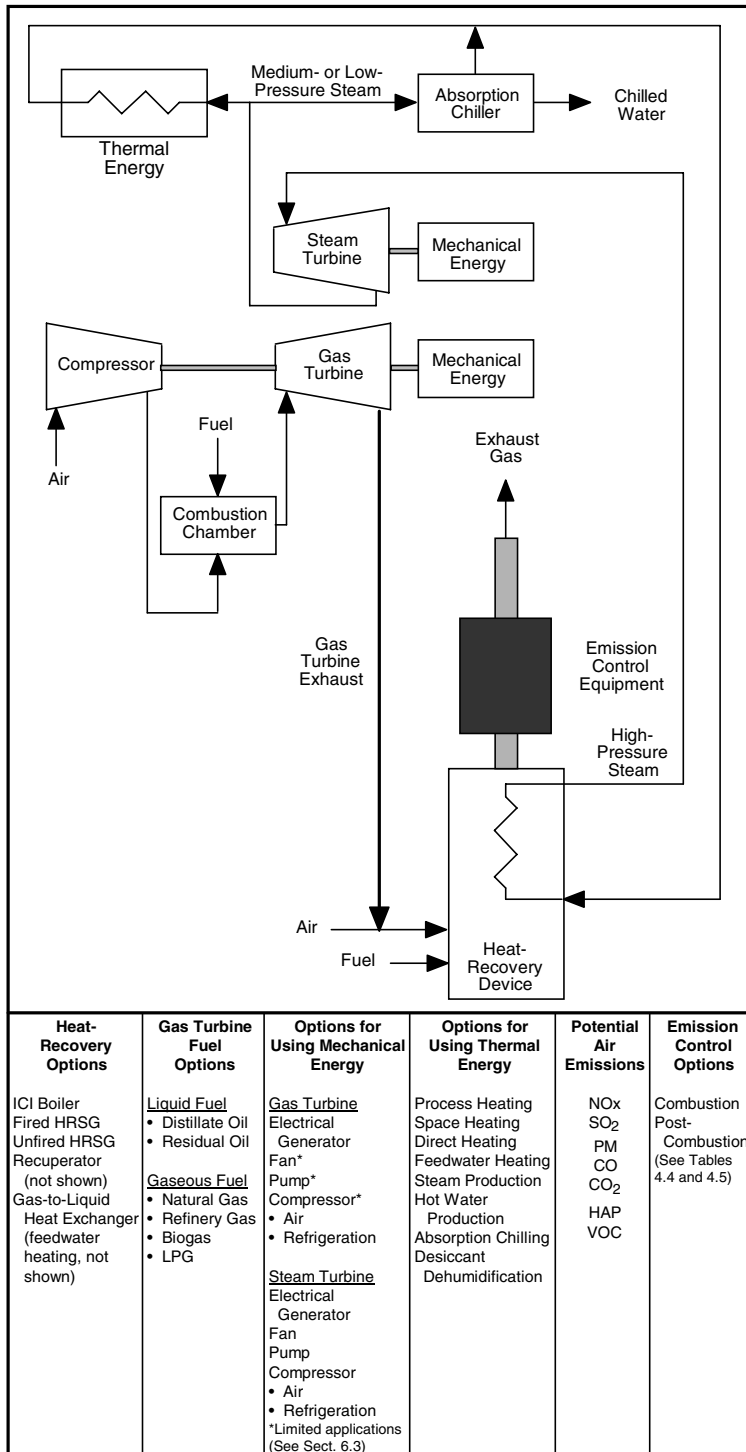 Medium- or Low-
Pressure Steam
Absorption
Chiller
Chilled
Water
Thermal
Energy
Steam
Turbine
Mechanical
Energy
Compressor
Gas
Turbine
Mechanical
Energy
Air
Fuel
Combustion
Chamber
Exhaust
Gas
Gas
Turbine
Exhaust
Emission
Control
Equipment
High-
Pressure
Steam
Air
Fuel
Heat-
Recovery
Device
Heat-
Recovery
Options
ICI Boiler
Fired HRSG
Unfired HRSG
Recuperator
(not shown)
Gas-to-Liquid
Heat Exchanger
(feedwater
heating, not
shown)
Gas Turbine
Fuel
Options
Liquid Fuel
• Distillate Oil
• Residual Oil
Gaseous Fuel
• Natural Gas
• Refinery Gas
• Biogas
• LPG
Options for
Using Mechanical
Energy
Gas Turbine
Electrical
Generator
Fan*
Pump*
Compressor*
• Air
• Refrigeration
Steam Turbine
Electrical
Generator
Fan
Pump
Compressor
• Air
• Refrigeration
*Limited applications
(See Sect. 6.3)
Options for
Using Thermal
Energy
Process Heating
Space Heating
Direct Heating
Feedwater Heating
Steam Production
Hot Water
Production
Absorption Chilling
Desiccant
Dehumidification
Potential
Air
Emissions
NOx
SO₂
PM
CO
CO₂
HAP
VOC
Emission
Control
Options
Combustion
Post-
Combustion
(See Tables
4.4 and 4.5)